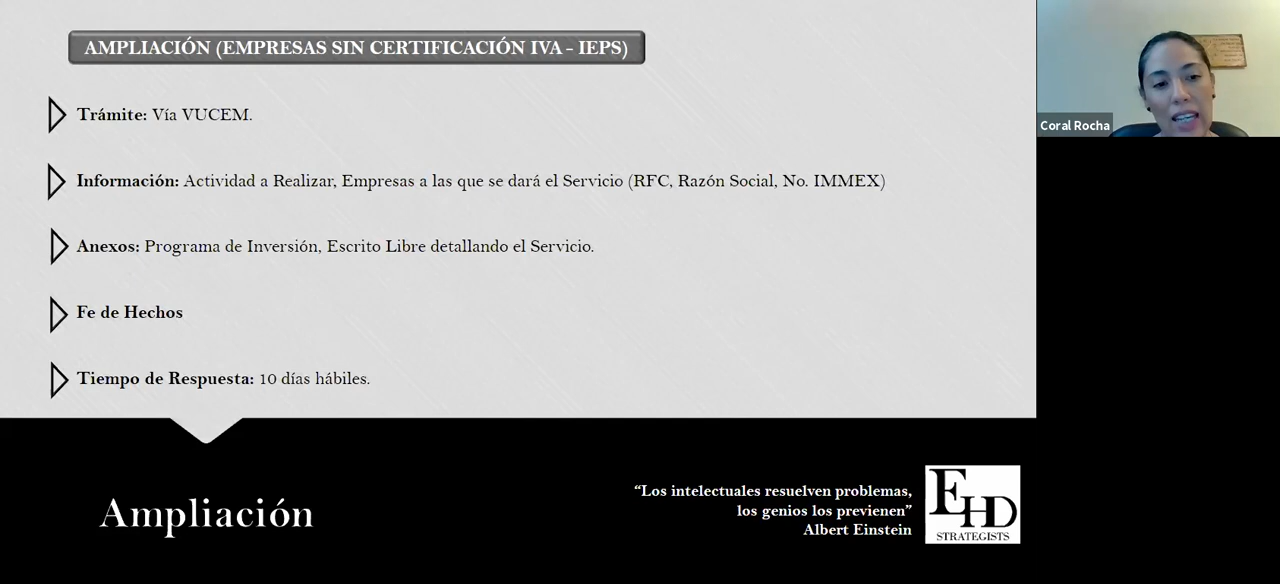 AMPLIACIÓN (EMPRESAS SIN CERTIFICACIÓN IVA - IEPS)
Trámite: Vía VUCEM.
Información: Actividad a Realizar, Empresas a las que se dará el Servicio (RFC, Razón Social, No. IMMEX)
Anexos: Programa de Inversión, Escrito Libre detallando el Servicio.
Fe de Hechos
Tiempo de Respuesta: 10 días hábiles.
Ampliación
“Los intelectuales resuelven problemas,
los genios los previenen”
Albert Einstein
EHD
STRATEGISTS
Coral Rocha